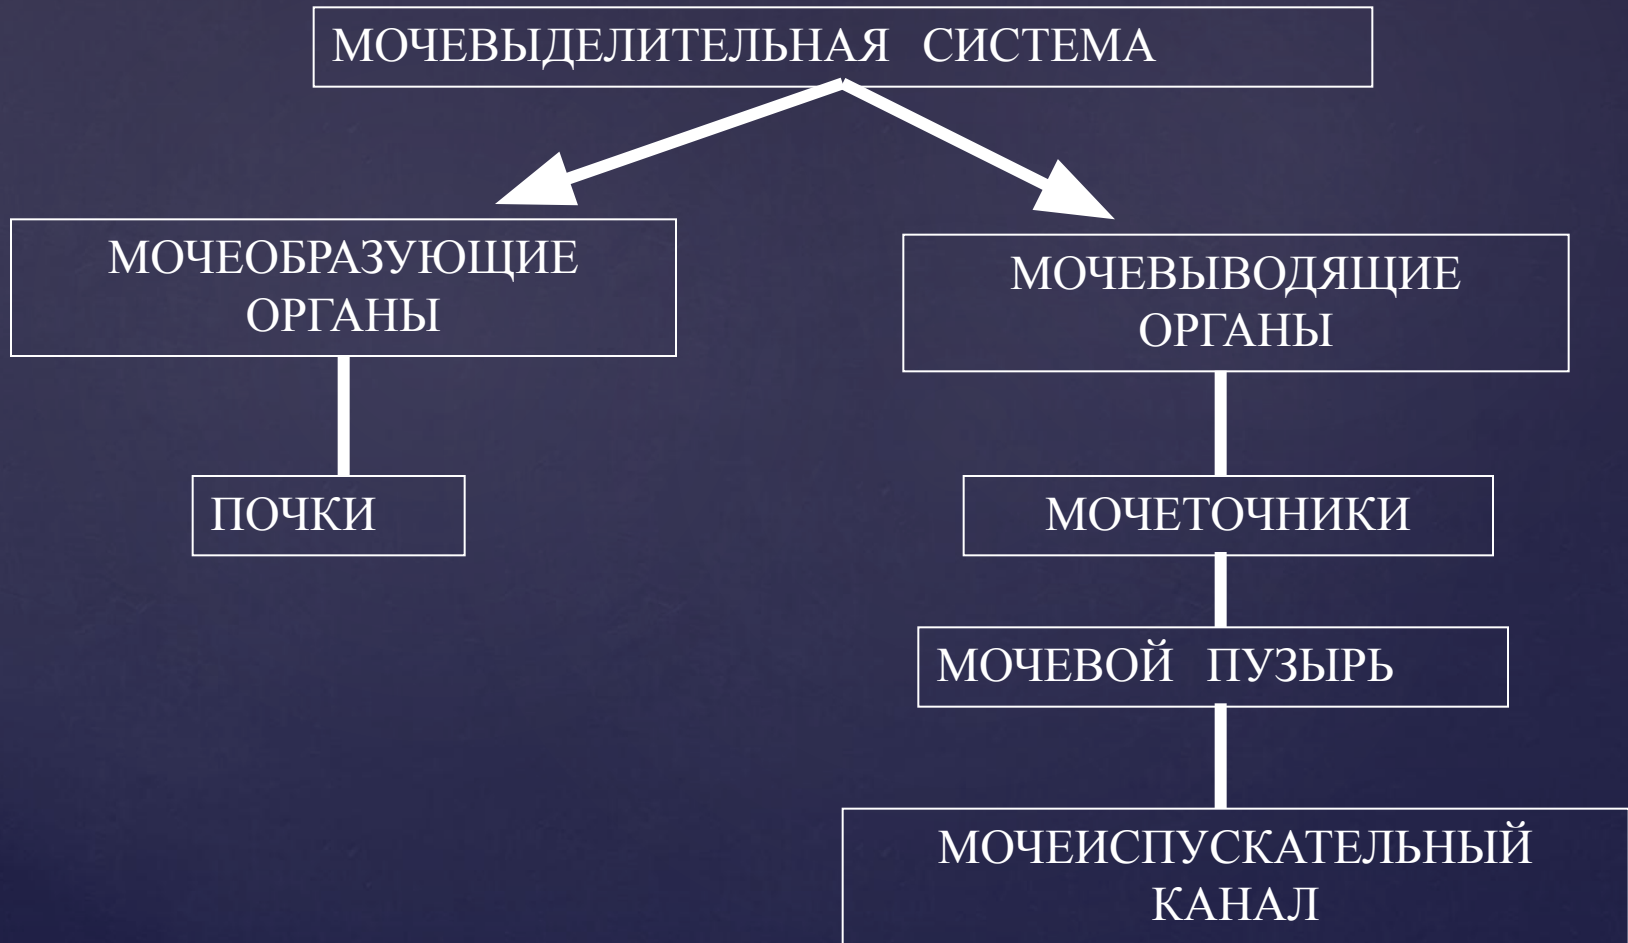 МОЧЕВЫДЕЛИТЕЛЬНАЯ СИСТЕМА
МОЧЕОБРАЗУЮЩИЕ
ОРГАНЫ
ПОЧКИ
МОЧЕВЫВОДЯЩИЕ
ОРГАНЫ
МОЧЕТОЧНИКИ
МОЧЕВОЙ ПУЗЫРЬ
МОЧЕИСПУСКАТЕЛЬНЫЙ
КАНАЛ